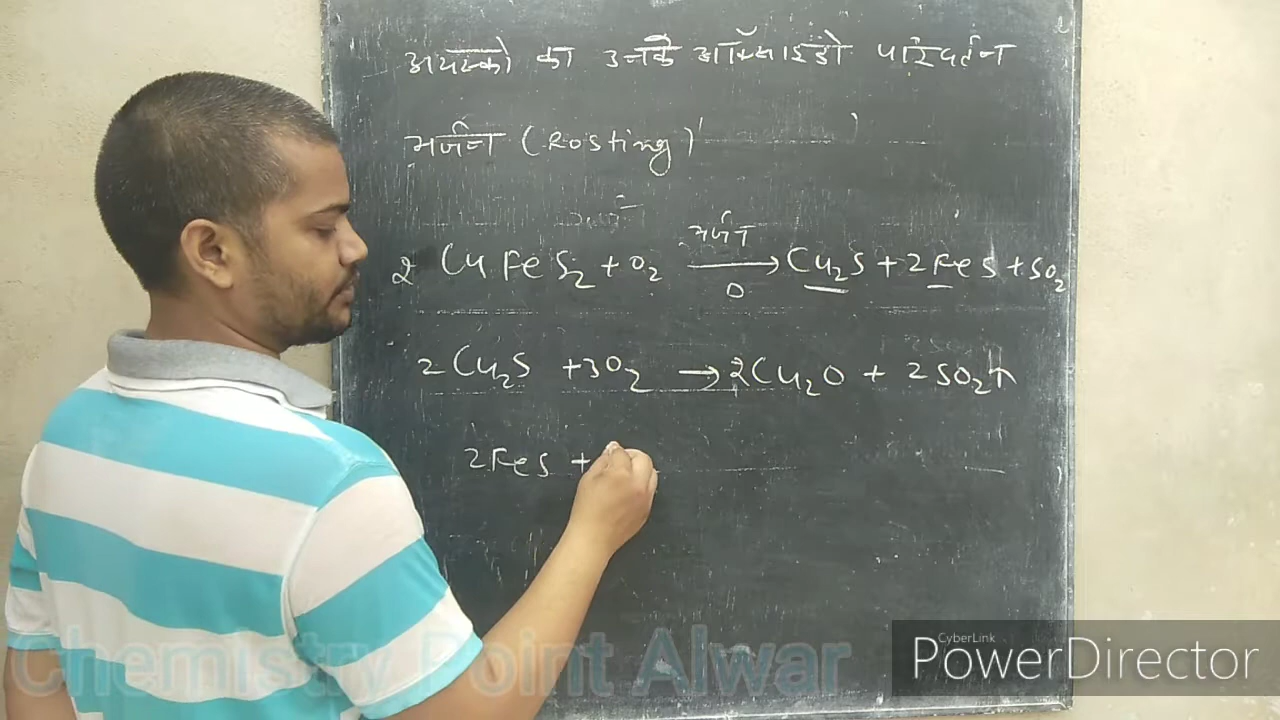 अयस्को का उनके ऑक्साइडो परिवर्तन
भर्जन (Rosting)
भर्जन
2 CuFeS₂ + O₂ ⟶ Cu₂S + 2FeS + SO₂
Δ
2Cu₂S + 3O₂ → 2Cu₂O + 2SO₂↑
2FeS +
Chemistry Point Alwar
CyberLink
PowerDirector